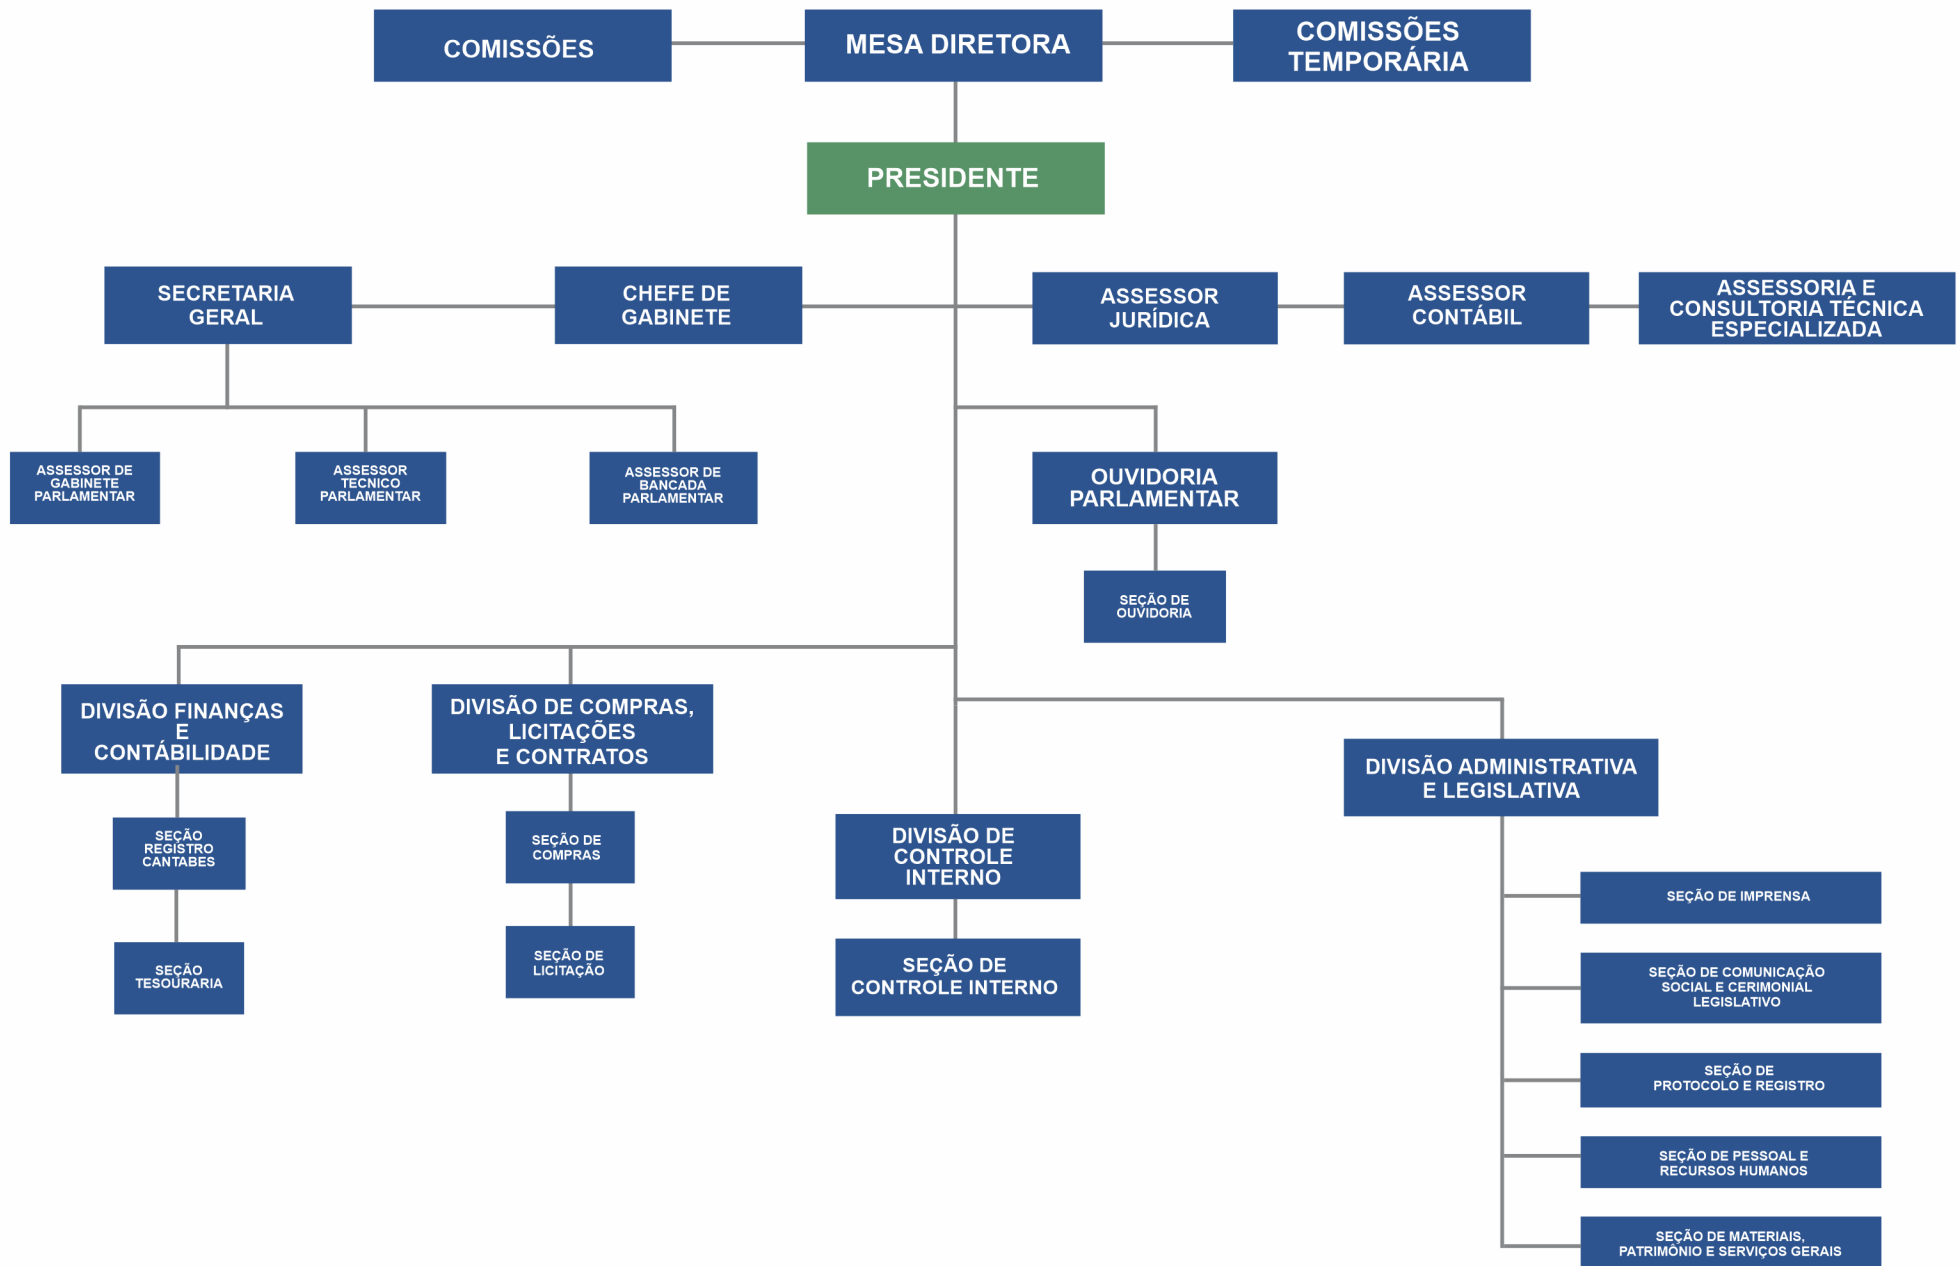 COMISSÕES
MESA DIRETORA
COMISSÕES
TEMPORÁRIA
PRESIDENTE
SECRETARIA
GERAL
CHEFE DE
GABINETE
ASSESSOR
JURÍDICA
ASSESSOR
CONTÁBIL
ASSESSORIA E
CONSULTORIA TÉCNICA
ESPECIALIZADA
ASSESSOR DE
GABINETE
PARLAMENTAR
ASSESSOR
TECNICO
PARLAMENTAR
ASSESSOR DE
BANCADA
PARLAMENTAR
OUVIDORIA
PARLAMENTAR
SEÇÃO DE
OUVIDORIA
DIVISÃO FINANÇAS
E
CONTÁBILIDADE
DIVISÃO DE COMPRAS,
LICITAÇÕES
E CONTRATOS
DIVISÃO ADMINISTRATIVA
E LEGISLATIVA
SEÇÃO
REGISTRO
CANTABES
SEÇÃO DE
COMPRAS
DIVISÃO DE
CONTROLE
INTERNO
SEÇÃO
TESOURARIA
SEÇÃO DE
LICITAÇÃO
SEÇÃO DE
CONTROLE INTERNO
SEÇÃO DE IMPRENSA
SEÇÃO DE COMUNICAÇÃO
SOCIAL E CERIMONIAL
LEGISLATIVO
SEÇÃO DE
PROTOCOLO E REGISTRO
SEÇÃO DE PESSOAL E
RECURSOS HUMANOS
SEÇÃO DE MATERIAIS,
PATRIMÔNIO E SERVIÇOS GERAIS